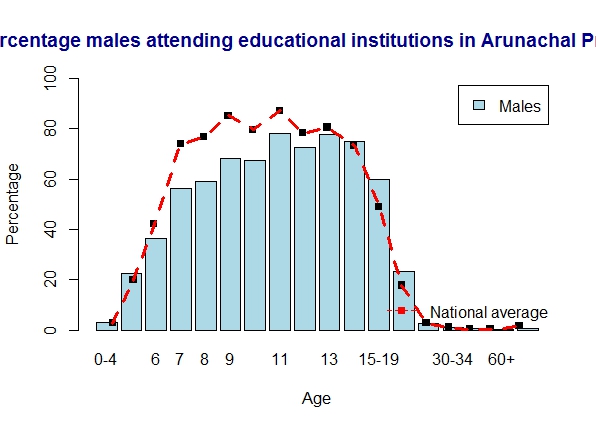 rcentage males attending educational institutions in Arunachal Pr
Males
Percentage
100
80
60
40
20
0
National average
0-4 6 7 8 9 11 13 15-19 30-34 60+
Age